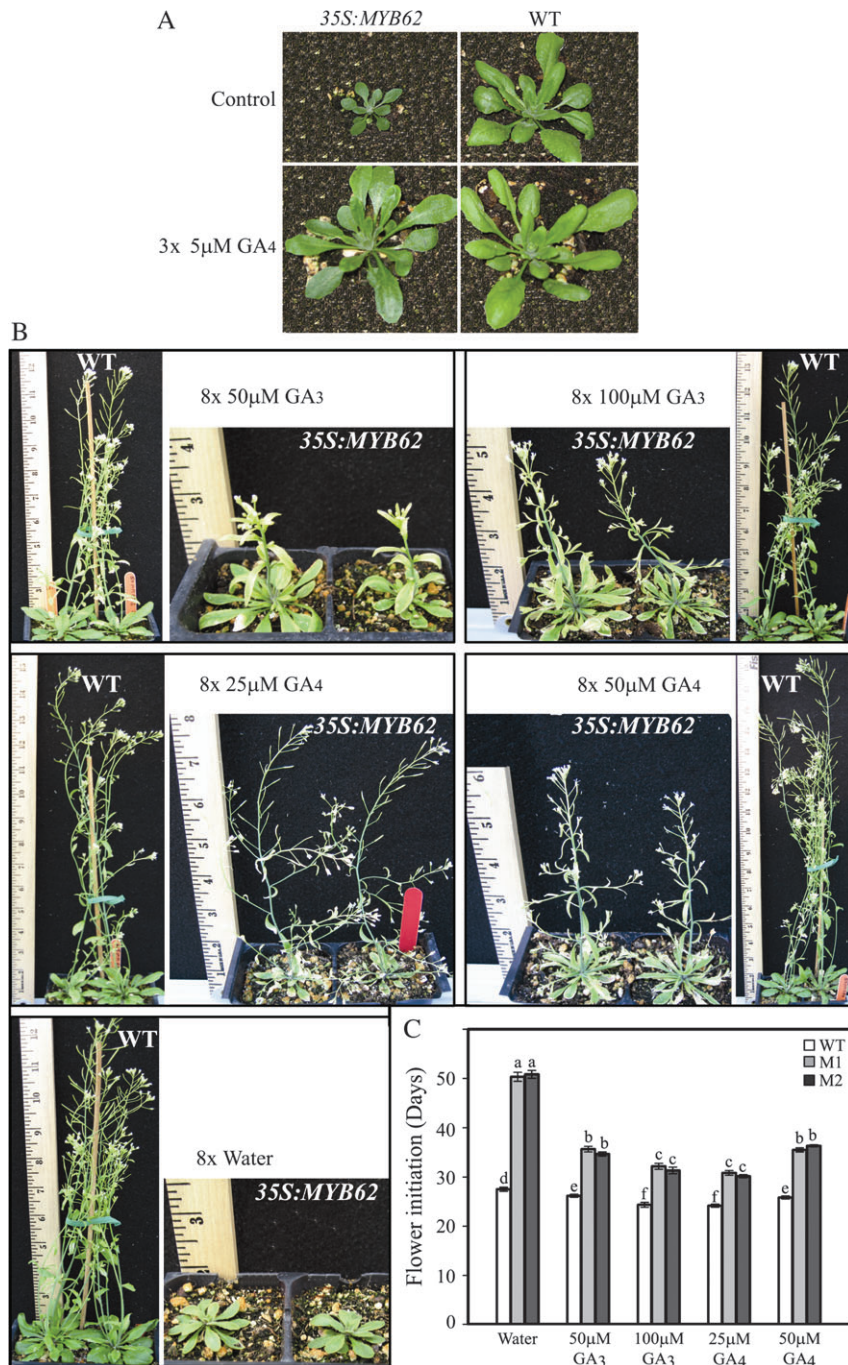 A
35S:MYB62 WT
Control
3x 5µM GA4
B
WT
8x 50µM GA3
35S:MYB62
8x 100µM GA3
35S:MYB62
WT
WT
8x 25µM GA4
35S:MYB62
8x 50µM GA4
35S:MYB62
WT
WT
8x Water
35S:MYB62
C
WT
M1
M2
Flower initiation (Days)
50
40
30
20
10
0
d a a
e b b
f c c
f c c
e b b
Water 50µM GA3 100µM GA3 25µM GA4 50µM GA4